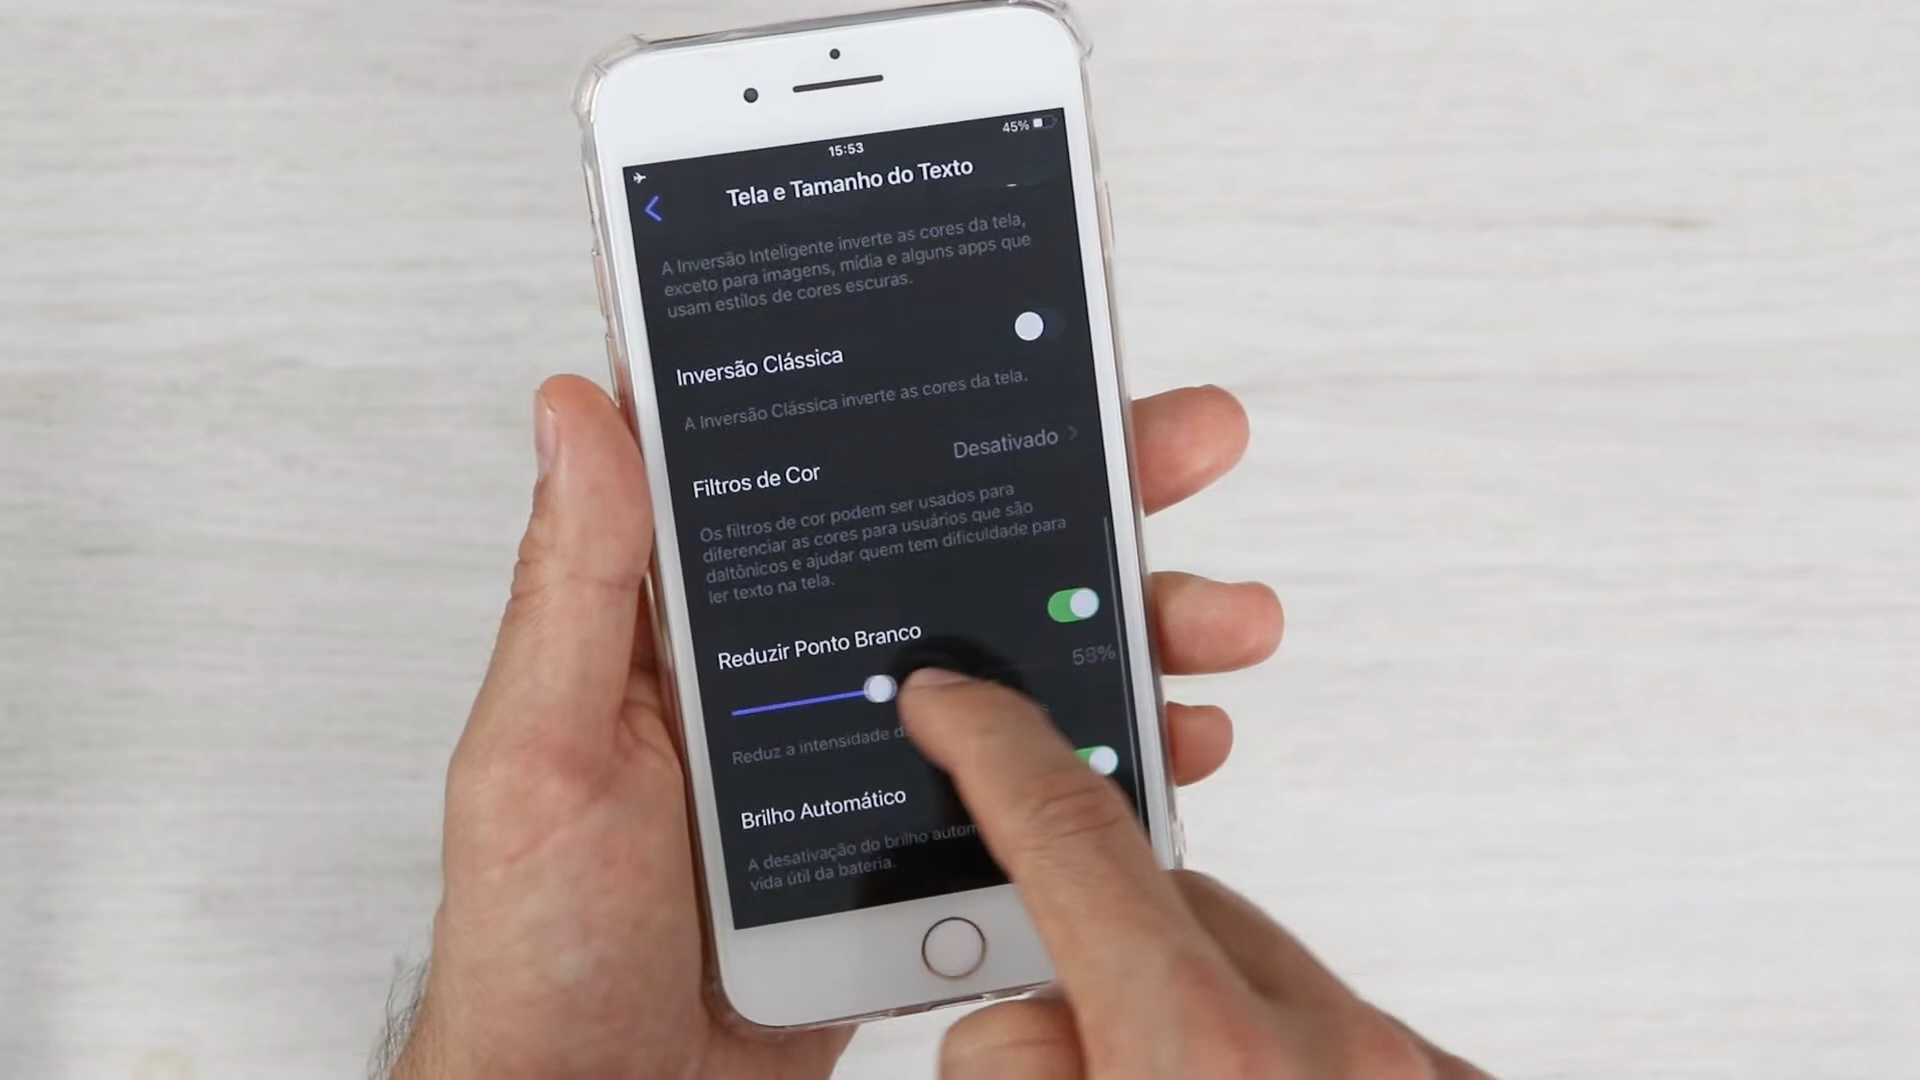 45%
15:53
Tela e Tamanho do Texto
A Inversão Inteligente inverte as cores da tela,
exceto para imagens, mídia e alguns apps que
usam estilos de cores escuras.
Inversão Clássica
A Inversão Clássica inverte as cores da tela.
Filtros de Cor
Desativado
Os filtros de cor podem ser usados para
diferenciar as cores para usuários que são
daltônicos e ajudar quem tem dificuldade para
ler texto na tela.
Reduzir Ponto Branco
Reduz a intensidade
Brilho Automático
A desativação do brilho
vida útil da bateria.